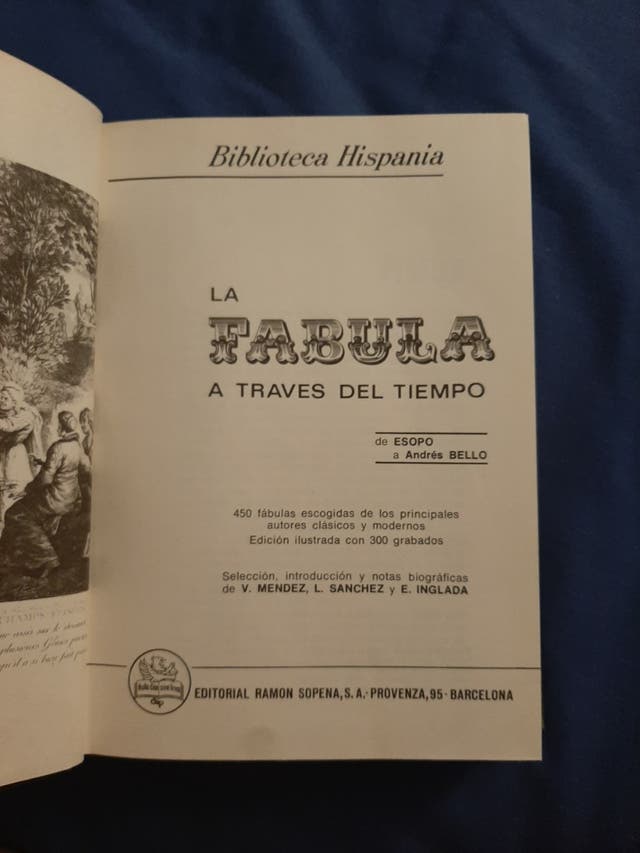 Biblioteca Hispania
LA
FABULA
A TRAVES DEL TIEMPO
de ESOPO
a Andrés BELLO
450 fábulas escogidas de los principales
autores clásicos y modernos
Edición ilustrada con 300 grabados
Selección, introducción y notas biográficas
de V. MENDEZ, L. SANCHEZ y E. INGLADA
EDITORIAL RAMON SOPENA, S. A.-PROVENZA, 95-BARCELONA